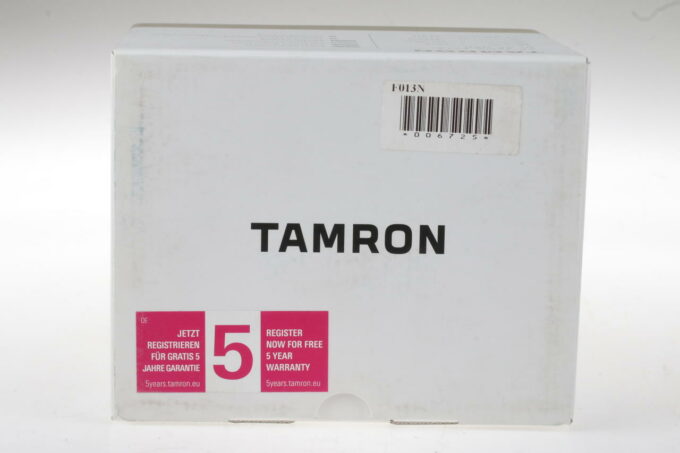 F013N
*006725*
TAMRON
DE
JETZT
REGISTRIEREN
FÜR GRATIS 5
JAHRE GARANTIE
5years.tamron.eu
5
REGISTER
NOW FOR FREE
5 YEAR
WARRANTY
5years.tamron.eu